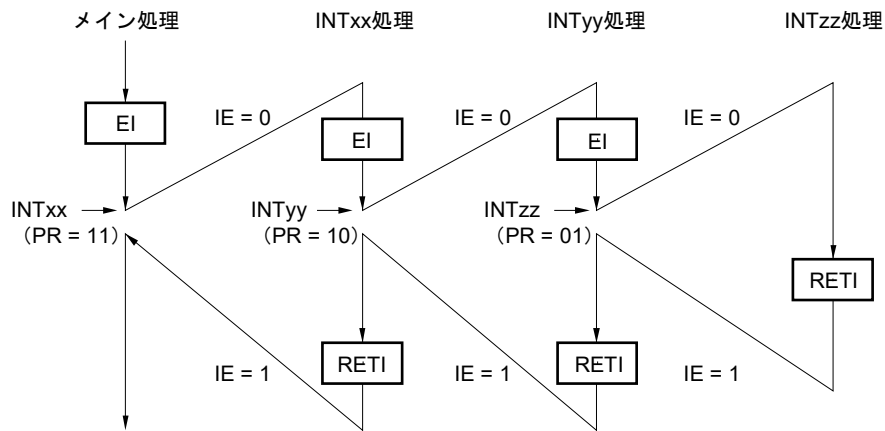 メイン処理
INTxx処理
INTyy処理
INTzz処理
EI
IE = 0
EI
IE = 0
EI
IE = 0
INTxx
(PR = 11)
INTyy
(PR = 10)
INTzz
(PR = 01)
RETI
IE = 1
RETI
IE = 1
RETI
IE = 1